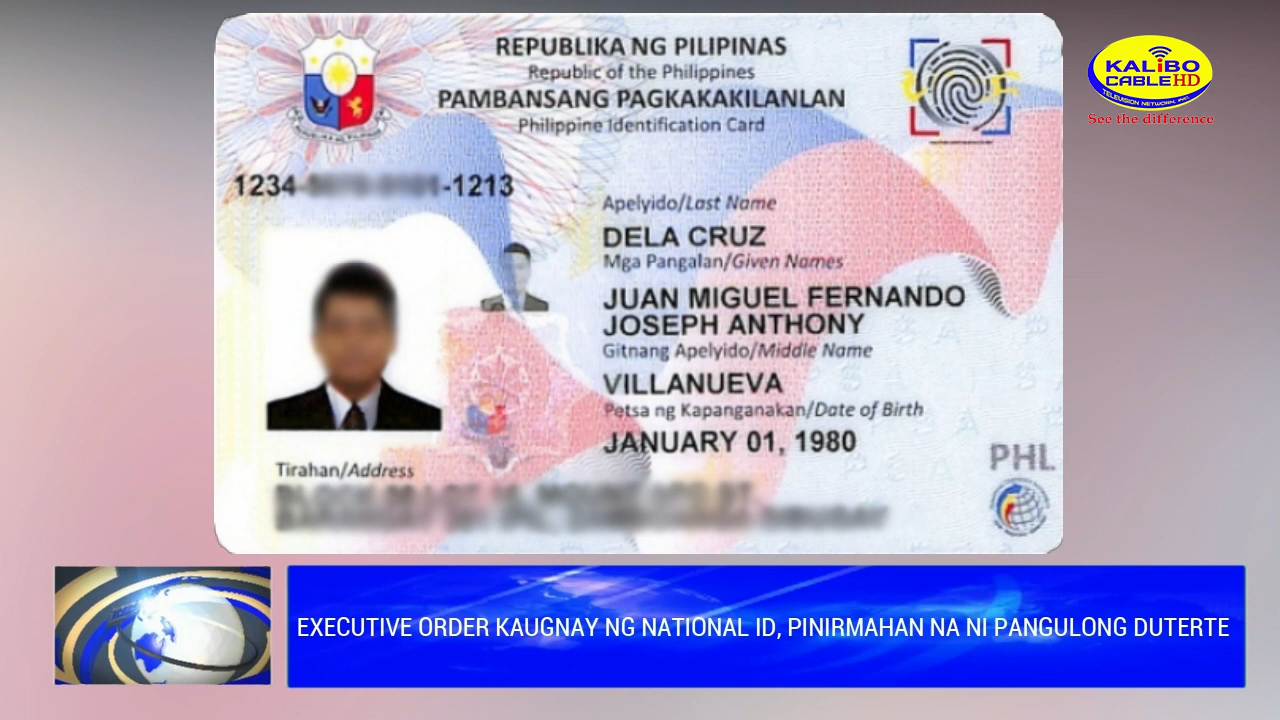 REPUBLIKA NG PILIPINAS
Republic of the Philippines
PAMBANSANG PAGKAKAKILANLAN
Philippine Identification Card
KALiBO
CABLE HD
TELEVISION NETWORK, INC.
See the difference
1234- -1213
Apelyido/Last Name
DELA CRUZ
Mga Pangalan/Given Names
JUAN MIGUEL FERNANDO
JOSEPH ANTHONY
Gitnang Apelyido/Middle Name
VILLANUEVA
Petsa ng Kapanganakan/Date of Birth
JANUARY 01, 1980
PHL
Tirahan/Address
EXECUTIVE ORDER KAUGNAY NG NATIONAL ID, PINIRMAHAN NA NI PANGULONG DUTERTE